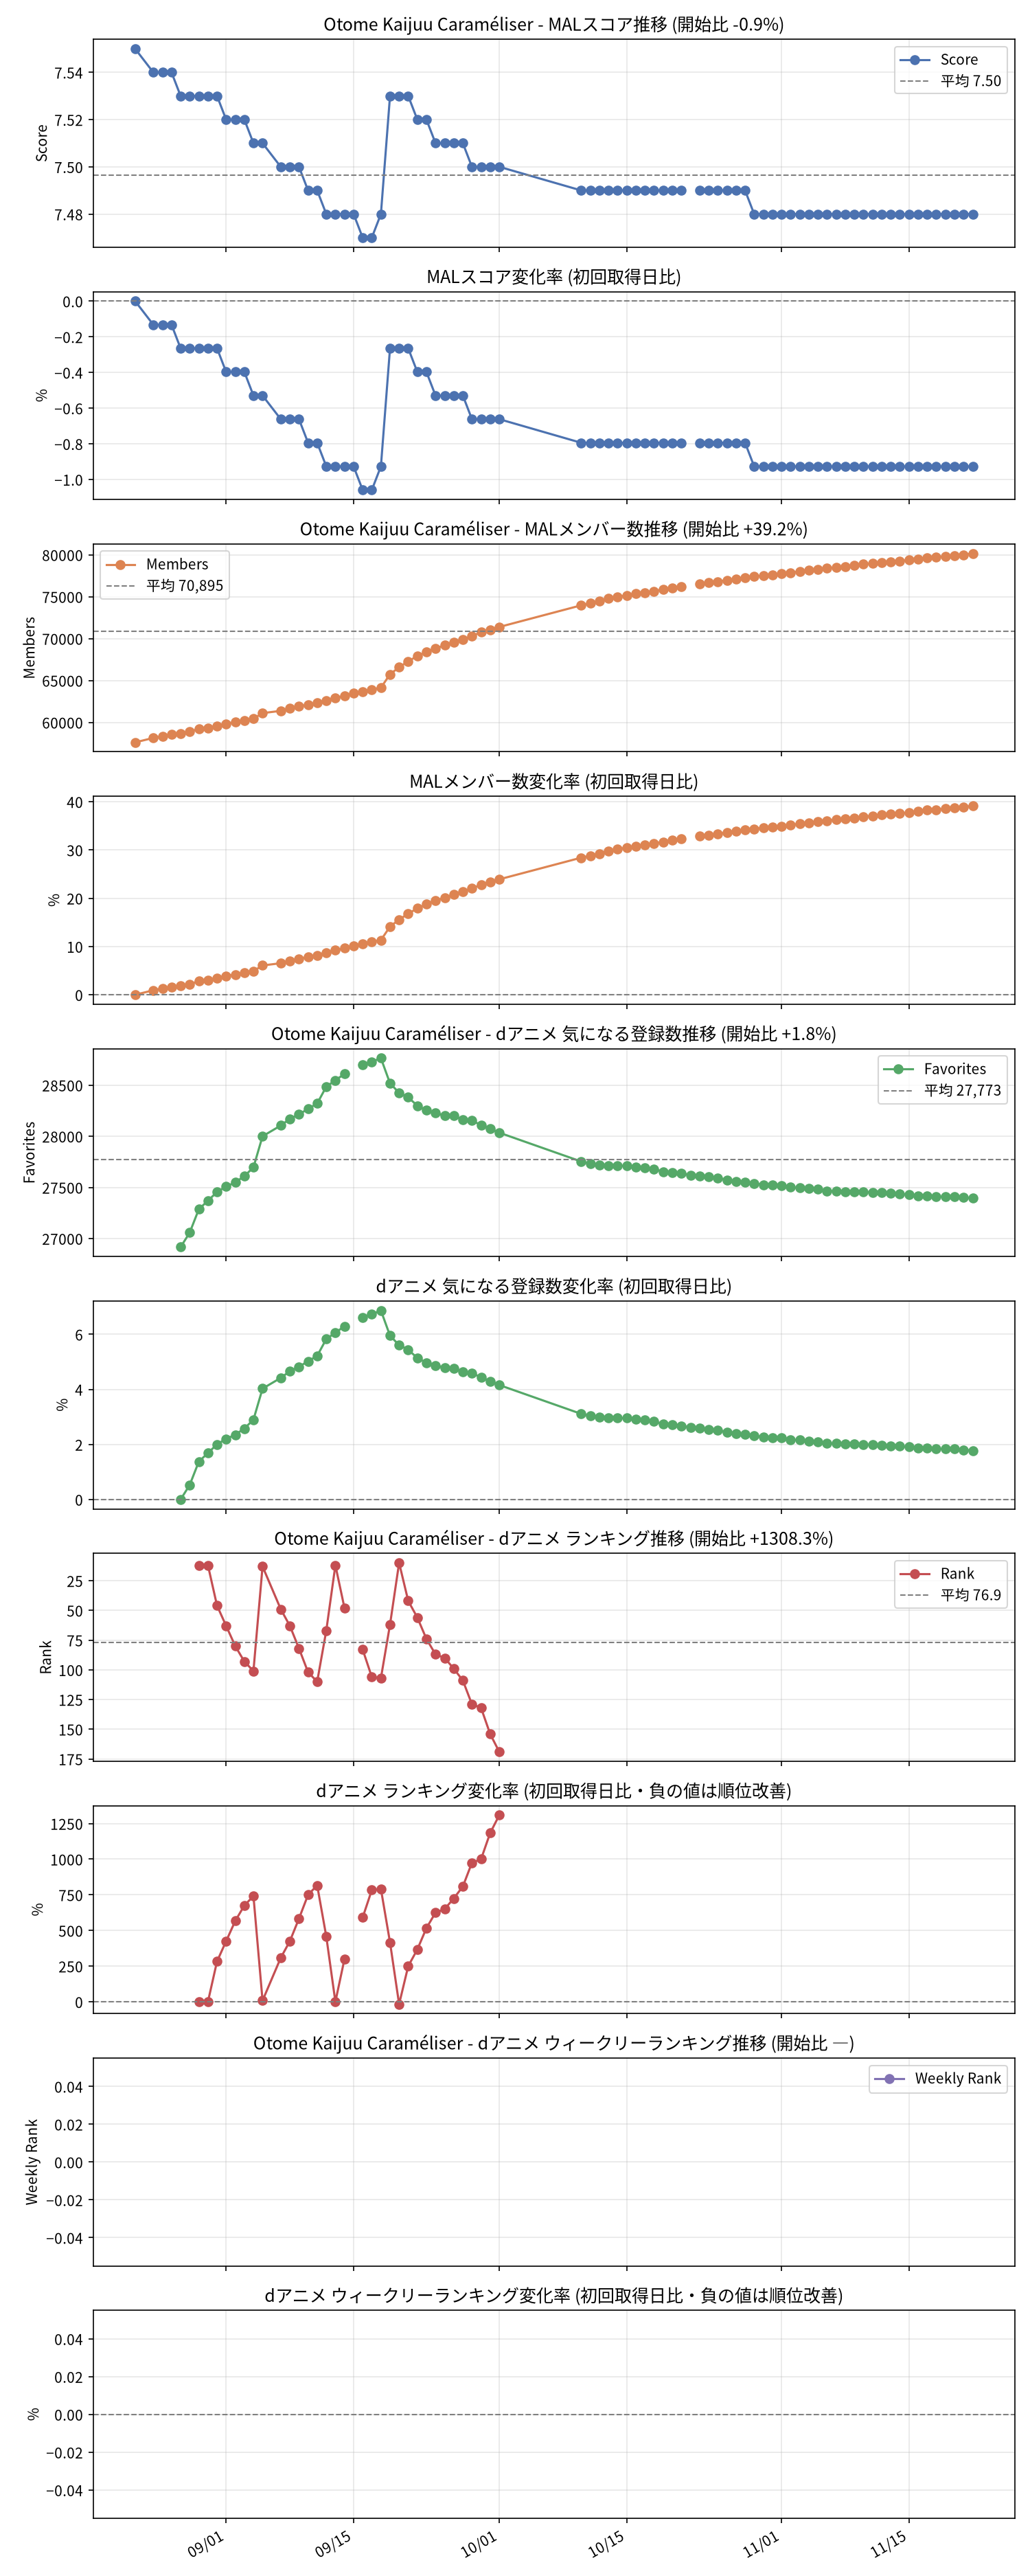 Otome Kaijuu Caraméliser - MALスコア推移 (開始比 -0.9%)
Score
平均 7.50
Score
7.54
7.52
7.50
7.48
MALスコア変化率 (初回取得日比)
%
0.0
−0.2
−0.4
−0.6
−0.8
−1.0
Otome Kaijuu Caraméliser - MALメンバー数推移 (開始比 +39.2%)
Members
平均 70,895
Members
80000
75000
70000
65000
60000
MALメンバー数変化率 (初回取得日比)
%
40
30
20
10
0
Otome Kaijuu Caraméliser - dアニメ 気になる登録数推移 (開始比 +1.8%)
Favorites
平均 27,773
Favorites
28500
28000
27500
27000
dアニメ 気になる登録数変化率 (初回取得日比)
%
6
4
2
0
Otome Kaijuu Caraméliser - dアニメ ランキング推移 (開始比 +1308.3%)
Rank
平均 76.9
Rank
25
50
75
100
125
150
175
dアニメ ランキング変化率 (初回取得日比・負の値は順位改善)
%
1250
1000
750
500
250
0
Otome Kaijuu Caraméliser - dアニメ ウィークリーランキング推移 (開始比 —)
Weekly Rank
Weekly Rank
0.04
0.02
0.00
−0.02
−0.04
dアニメ ウィークリーランキング変化率 (初回取得日比・負の値は順位改善)
%
0.04
0.02
0.00
−0.02
−0.04
09/01
09/15
10/01
10/15
11/01
11/15